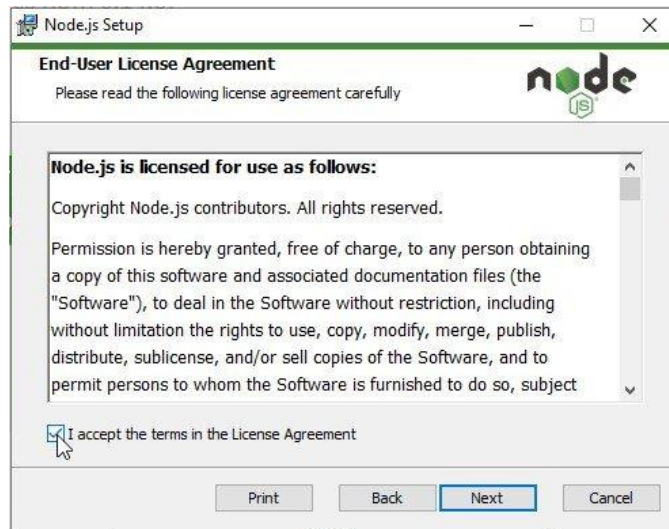 Node.js Setup
End-User License Agreement
Please read the following license agreement carefully
node
JS
Node.js is licensed for use as follows:
Copyright Node.js contributors. All rights reserved.
Permission is hereby granted, free of charge, to any person obtaining
a copy of this software and associated documentation files (the
"Software"), to deal in the Software without restriction, including
without limitation the rights to use, copy, modify, merge, publish,
distribute, sublicense, and/or sell copies of the Software, and to
permit persons to whom the Software is furnished to do so, subject
I accept the terms in the License Agreement
Print Back Next Cancel